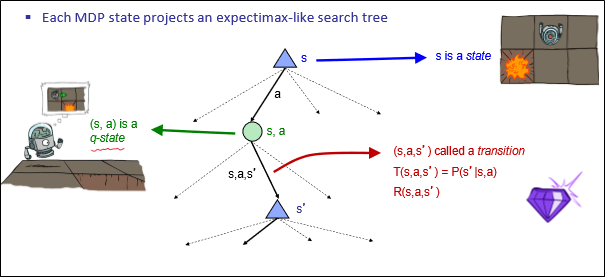 ▪ Each MDP state projects an expectimax-like search tree
s
s is a state
a
(s, a) is a
q-state
s, a
s,a,s’
(s,a,s’) called a transition
T(s,a,s’) = P(s’|s,a)
R(s,a,s’)
s’